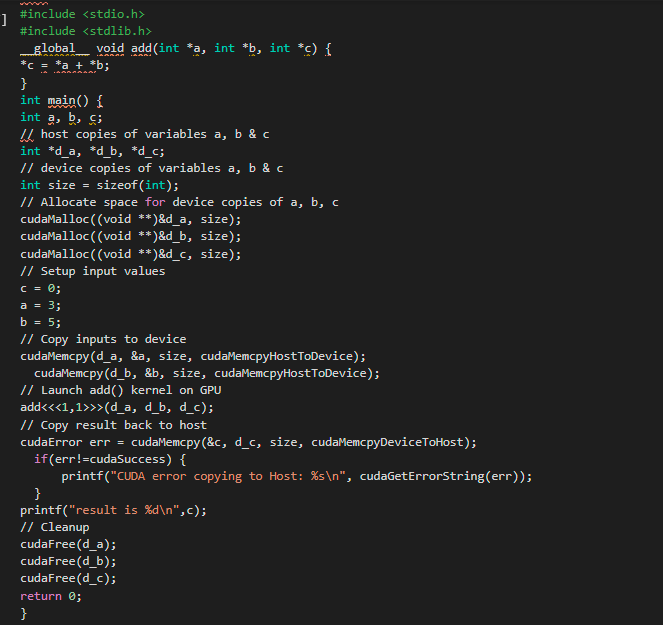 ]
#include <stdio.h>
#include <stdlib.h>
__global__ void add(int *a, int *b, int *c) {
*c = *a + *b;
}
int main() {
int a, b, c;
// host copies of variables a, b & c
int *d_a, *d_b, *d_c;
// device copies of variables a, b & c
int size = sizeof(int);
// Allocate space for device copies of a, b, c
cudaMalloc((void **)&d_a, size);
cudaMalloc((void **)&d_b, size);
cudaMalloc((void **)&d_c, size);
// Setup input values
c = 0;
a = 3;
b = 5;
// Copy inputs to device
cudaMemcpy(d_a, &a, size, cudaMemcpyHostToDevice);
  cudaMemcpy(d_b, &b, size, cudaMemcpyHostToDevice);
// Launch add() kernel on GPU
add<<<1,1>>>(d_a, d_b, d_c);
// Copy result back to host
cudaError err = cudaMemcpy(&c, d_c, size, cudaMemcpyDeviceToHost);
  if(err!=cudaSuccess) {
      printf("CUDA error copying to Host: %s\n", cudaGetErrorString(err));
  }
printf("result is %d\n",c);
// Cleanup
cudaFree(d_a);
cudaFree(d_b);
cudaFree(d_c);
return 0;
}